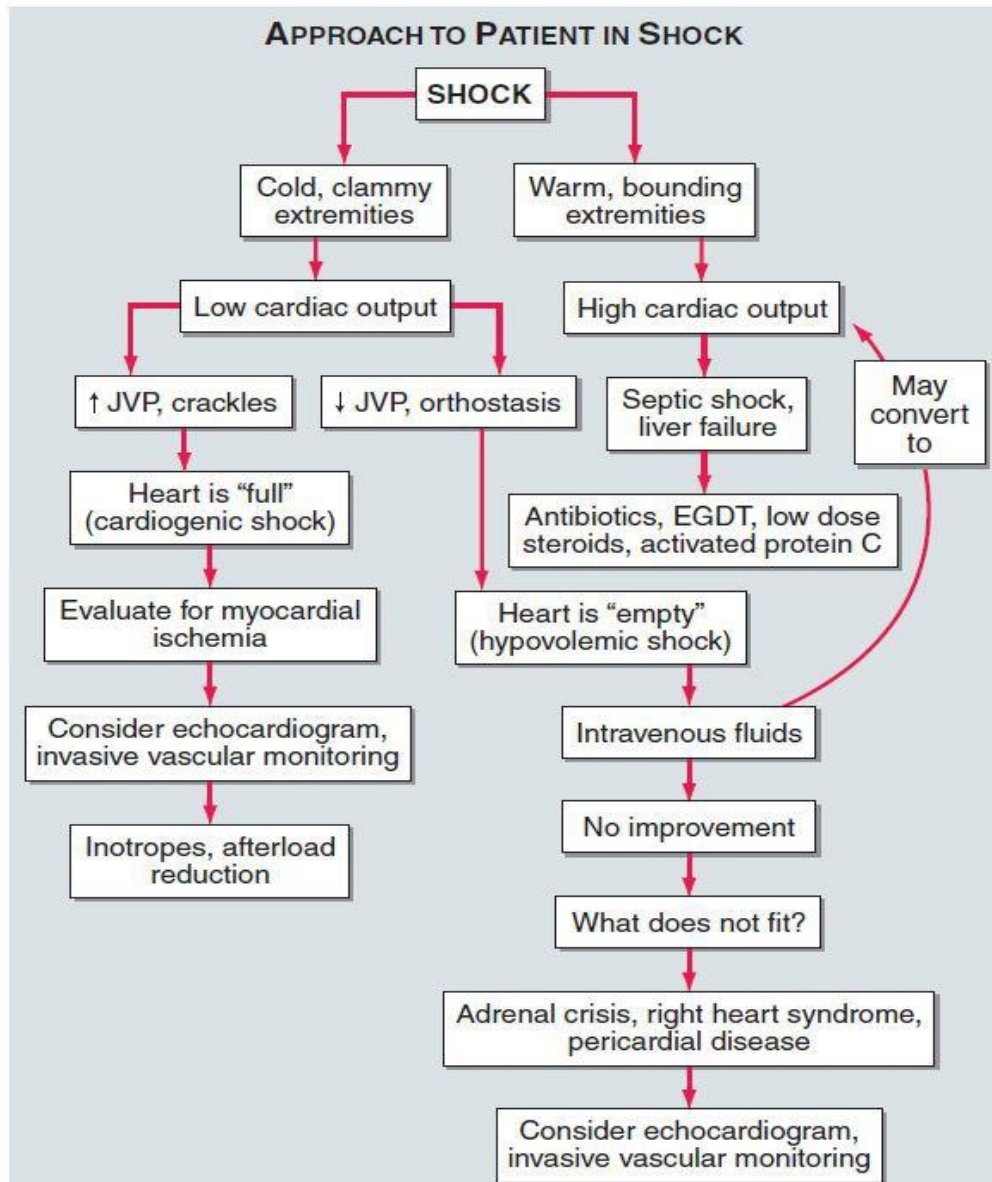 APPROACH TO PATIENT IN SHOCK
SHOCK
Cold, clammy
extremities
Warm, bounding
extremities
Low cardiac output
High cardiac output
↑ JVP, crackles
↓ JVP, orthostasis
Septic shock,
liver failure
May
convert
to
Heart is “full”
(cardiogenic shock)
Antibiotics, EGDT, low dose
steroids, activated protein C
Evaluate for myocardial
ischemia
Heart is “empty”
(hypovolemic shock)
Consider echocardiogram,
invasive vascular monitoring
Intravenous fluids
Inotropes, afterload
reduction
No improvement
What does not fit?
Adrenal crisis, right heart syndrome,
pericardial disease
Consider echocardiogram,
invasive vascular monitoring